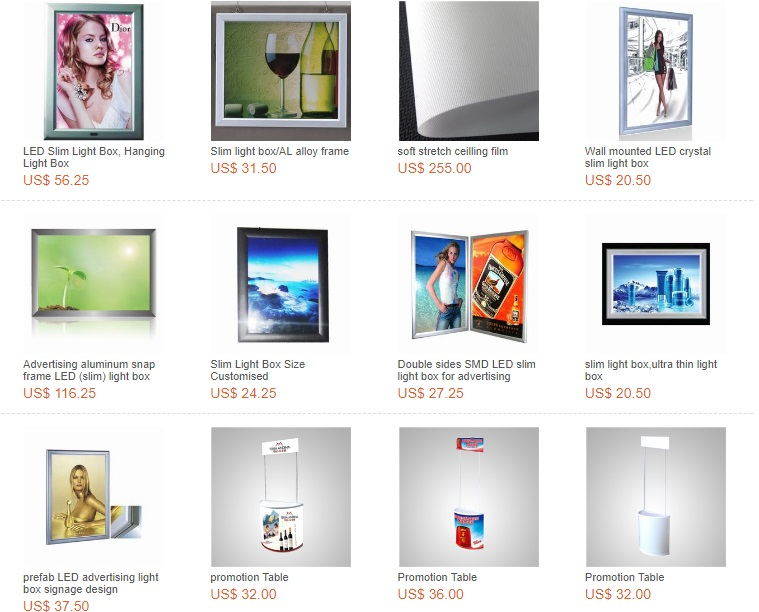 Dior
LED Slim Light Box, Hanging
Light Box
US$ 56.25
Slim light box/AL alloy frame
US$ 31.50
soft stretch ceilling film
US$ 255.00
Wall mounted LED crystal
slim light box
US$ 20.50
Advertising aluminum snap
frame LED (slim) light box
US$ 116.25
Slim Light Box Size
Customised
US$ 24.25
Double sides SMD LED slim
light box for advertising
US$ 27.25
slim light box,ultra thin light
box
US$ 20.50
prefab LED advertising light
box signage design
US$ 37.50
promotion Table
US$ 32.00
Promotion Table
US$ 36.00
Promotion Table
US$ 32.00